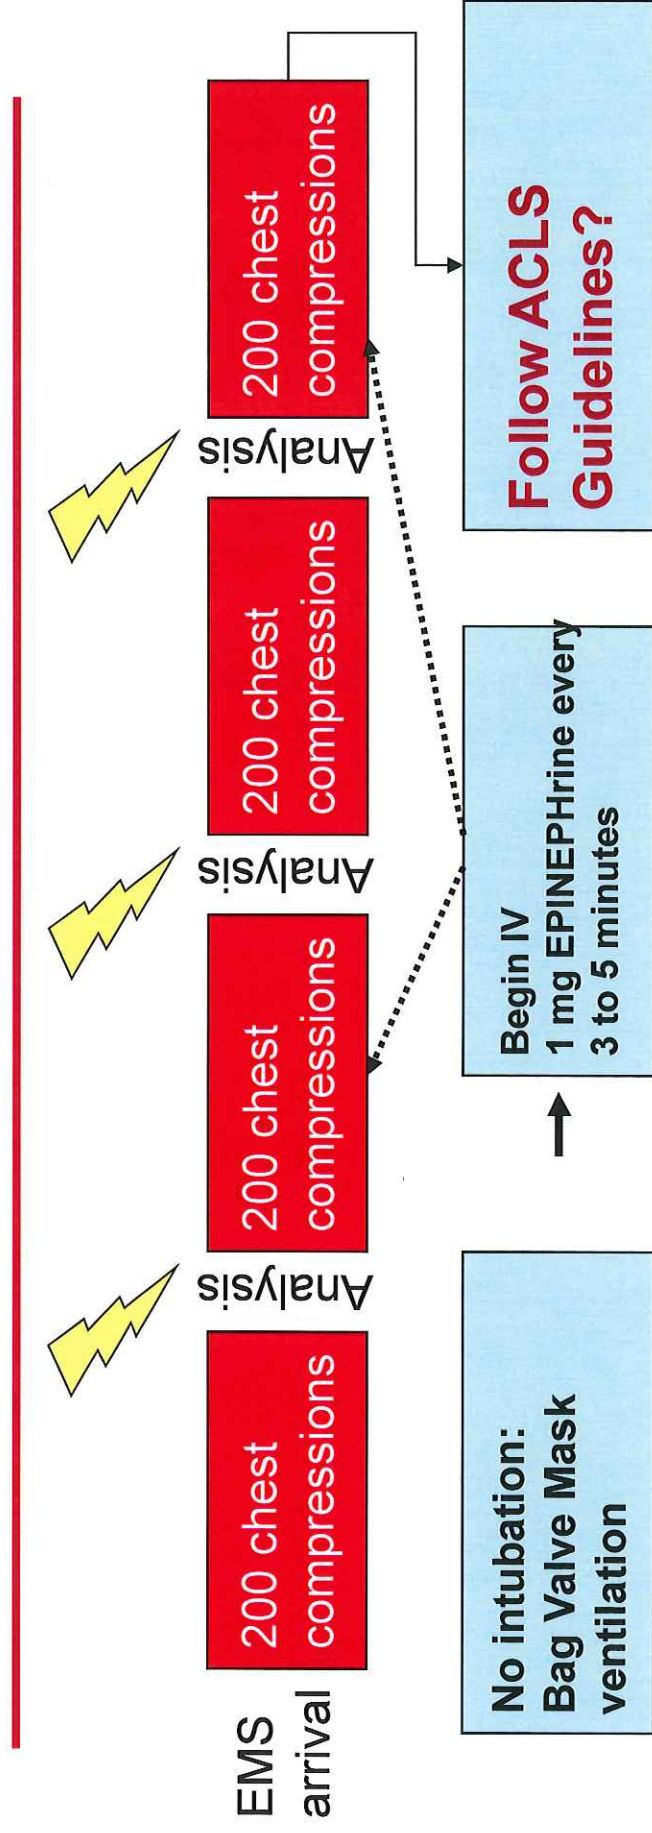 EMS
arrival
200 chest
compressions
Analysis
200 chest
compressions
Analysis
200 chest
compressions
Analysis
200 chest
compressions
No intubation:
Bag Valve Mask
ventilation
Begin IV
1 mg EPINEPHrine every
3 to 5 minutes
Follow ACLS
Guidelines?